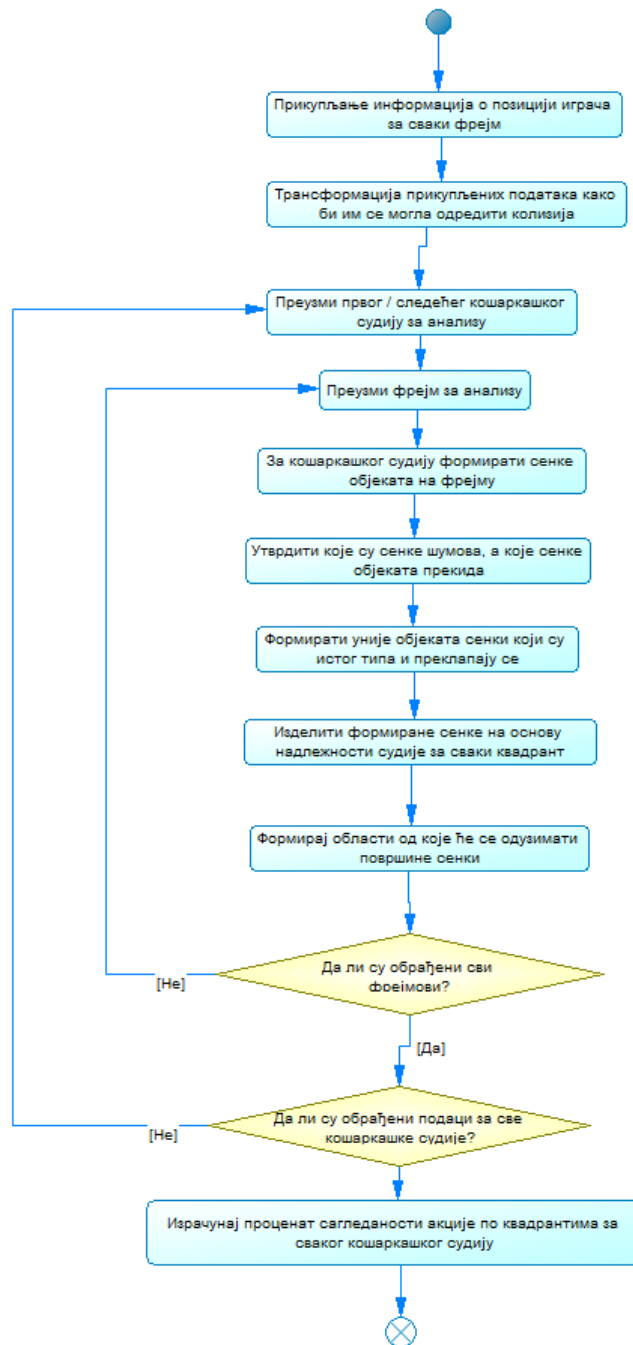 Прикупљање информација о позицији играча
за сваки фрејм
Трансформација прикупљених података како
би им се могла одредити колизија
Преузми првог / следећег кошаркашког
судију за анализу
Преузми фрејм за анализу
За кошаркашког судију формирати сенке
објеката на фрејму
Утврдити које су сенке шумова, а које сенке
објеката прекида
Формирати уније објеката сенки који су
истог типа и преклапају се
Изделити формиране сенке на основу
надлежности судије за сваки квадрант
Формирај области од које ће се одузимати
површине сенки
Да ли су обрађени сви
фрејмови?
[Не]
[Да]
Да ли су обрађени подаци за све
кошаркашке судије?
[Не]
Израчунај проценат сагледаности акције по квадрантима за
сваког кошаркашког судију